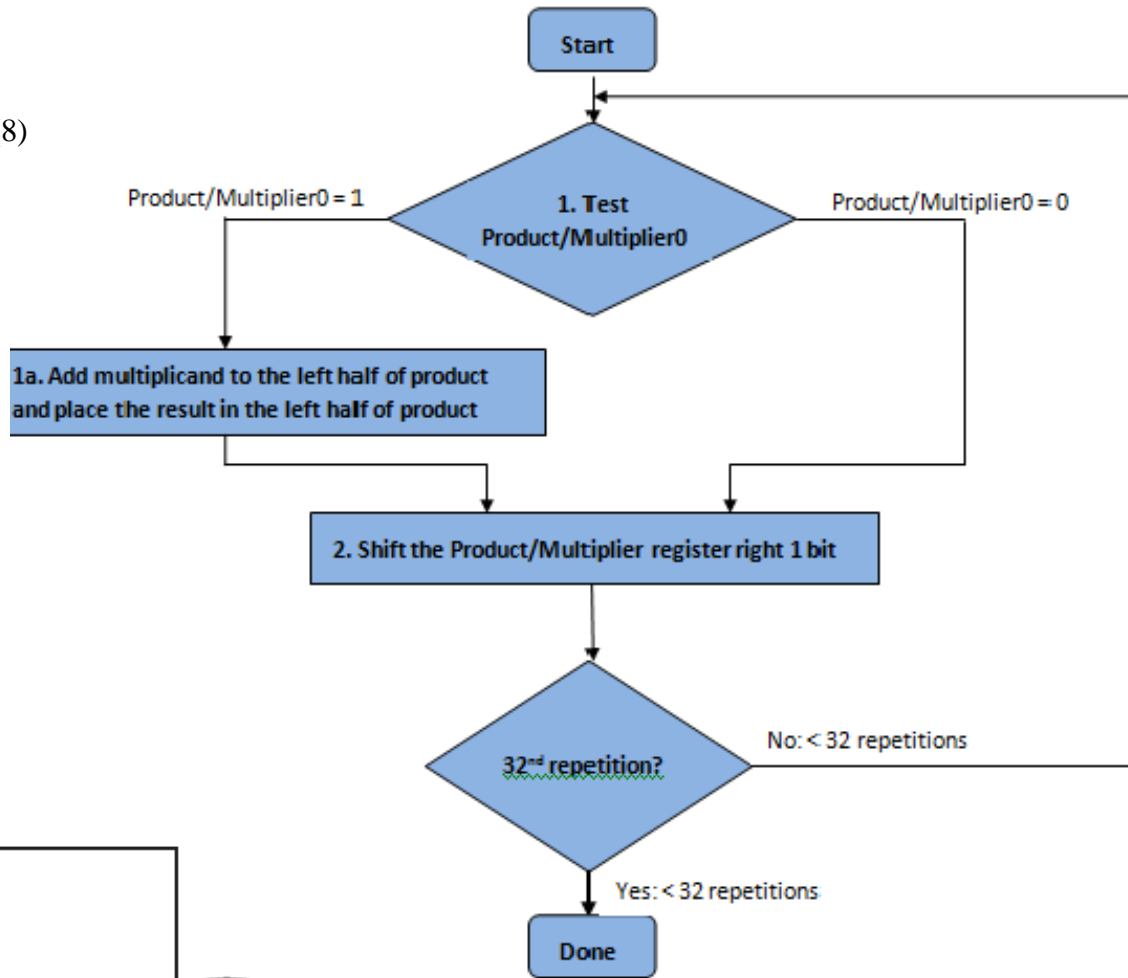 Start
8)
Product/Multiplier0 = 1
1. Test
Product/Multiplier0
Product/Multiplier0 = 0
1a. Add multiplicand to the left half of product
and place the result in the left half of product
2. Shift the Product/Multiplier register right 1 bit
32nd repetition?
No: < 32 repetitions
Yes: < 32 repetitions
Done